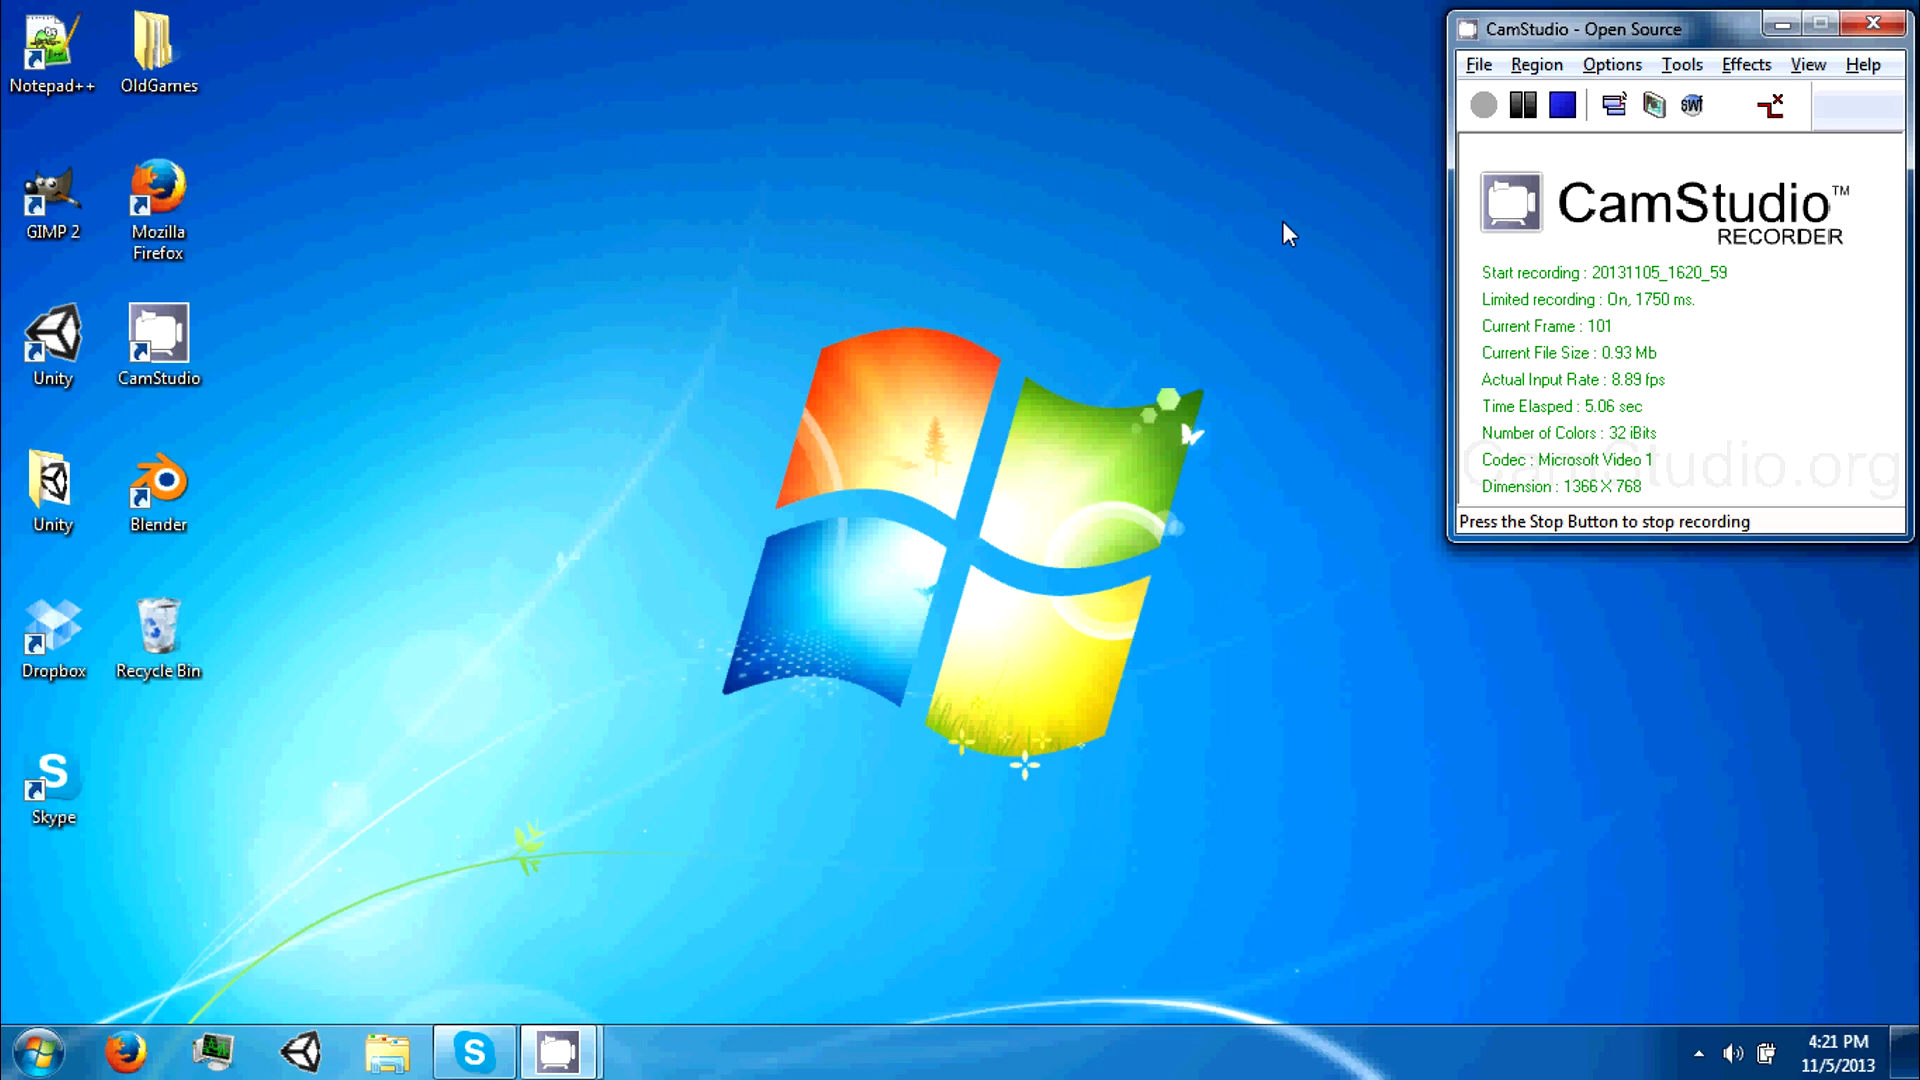 Notepad++
OldGames
GIMP 2
Mozilla
Firefox
Unity
CamStudio
Unity
Blender
Dropbox
Recycle Bin
S
Skype
CamStudio - Open Source
File Region Options Tools Effects View Help
swf
CamStudio™
RECORDER
Start recording : 20131105_1620_59
Limited recording : On, 1750 ms.
Current Frame : 101
Current File Size : 0.93 Mb
Actual Input Rate : 8.89 fps
Time Elasped : 5.06 sec
Number of Colors : 32 iBits
Codec : Microsoft Video 1
Dimension : 1366 X 768
CamStudio.org
Press the Stop Button to stop recording
S
4:21 PM
11/5/2013